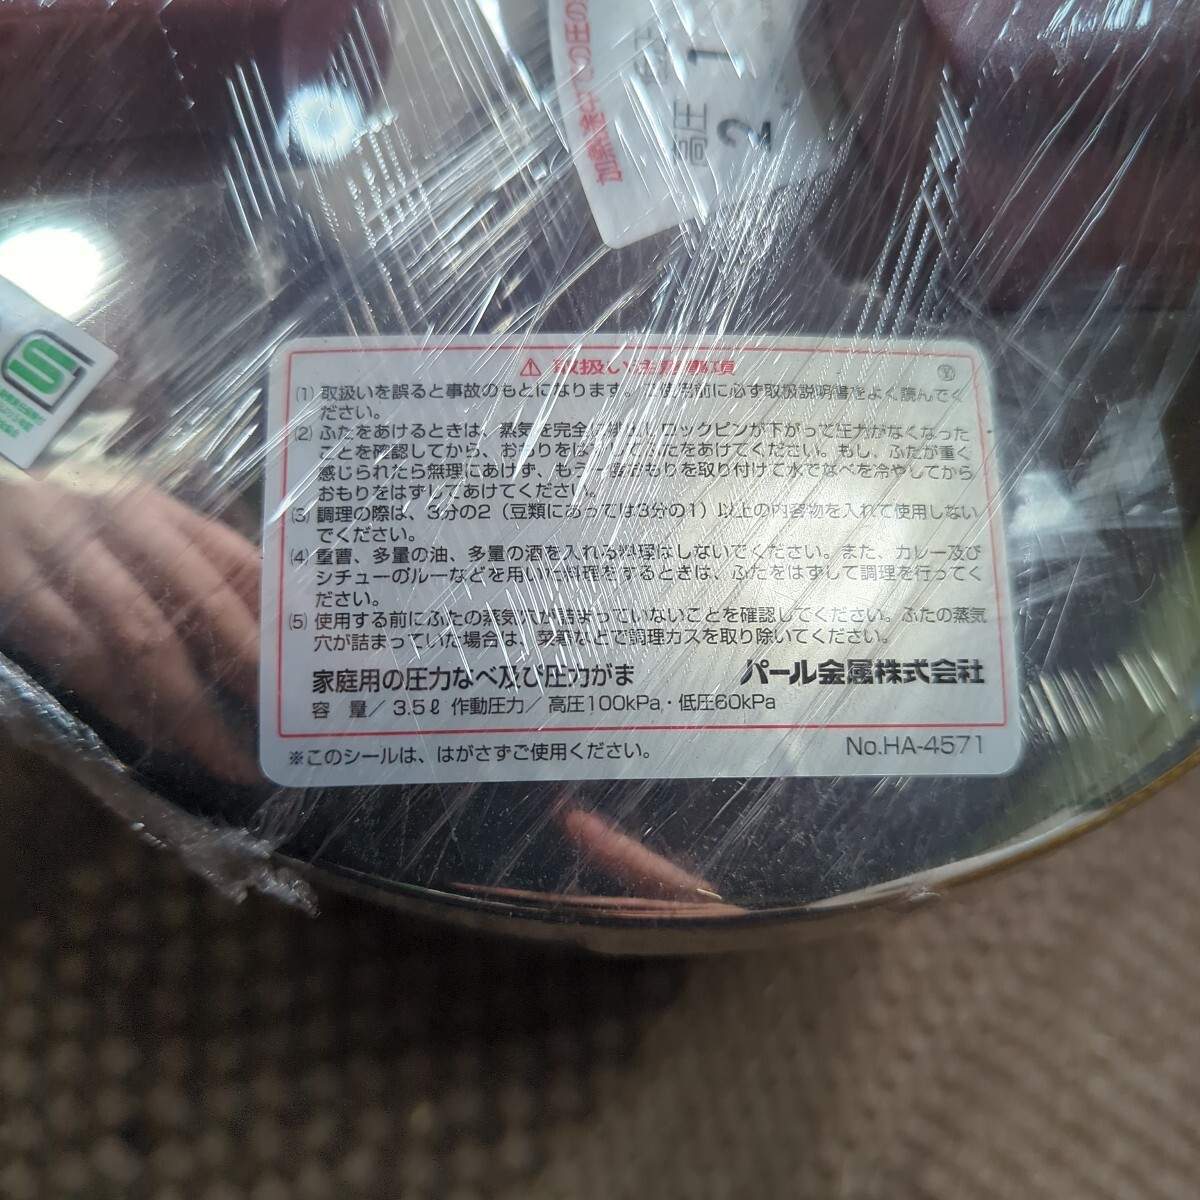 高圧 2
1
S
⚠ 取扱い注意事項
(1) 取扱いを誤ると事故のもとになります。ご使用前に必ず取扱説明書をよく読んでく
ださい。
(2) ふたをあけるときは、蒸気を完全に出し ロックピンが下がって圧力がなくなった
ことを確認してから、おもりをはずしてふたをあけてください。もし、ふたが重く
感じられたら無理にあけず、もう一度おもりを取り付けて水でなべを冷やしてから
おもりをはずしてあけてください。
(3) 調理の際は、3分の2（豆類にあっては3分の1）以上の内容物を入れて使用しない
でください。
(4) 重曹、多量の油、多量の酒を入れる料理はしないでください。また、カレー及び
シチューのルーなどを用いた料理をするときは、ふたをはずして調理を行ってく
ださい。
(5) 使用する前にふたの蒸気穴が詰まっていないことを確認してください。ふたの蒸気
穴が詰まっていた場合は、などで調理カスを取り除いてください。
家庭用の圧力なべ及び圧力がま パール金属株式会社
容 量／3.5ℓ 作動圧力／高圧100kPa・低圧60kPa
※このシールは、はがさずご使用ください。 No.HA-4571